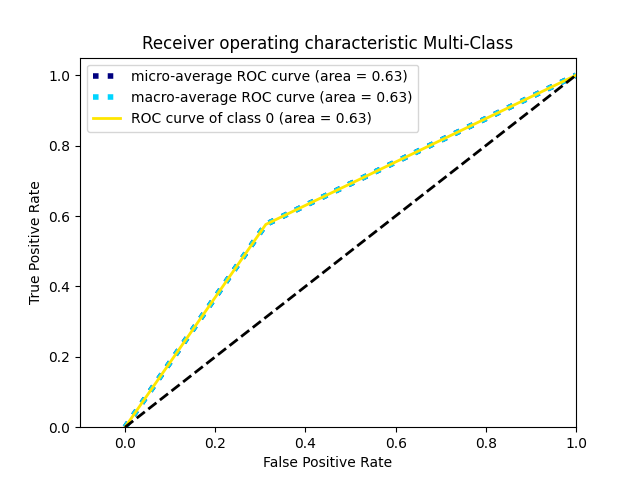 Receiver operating characteristic Multi-Class
micro-average ROC curve (area = 0.63)
macro-average ROC curve (area = 0.63)
ROC curve of class 0 (area = 0.63)
1.0
0.8
0.6
0.4
0.2
0.0
True Positive Rate
0.0 0.2 0.4 0.6 0.8 1.0
False Positive Rate